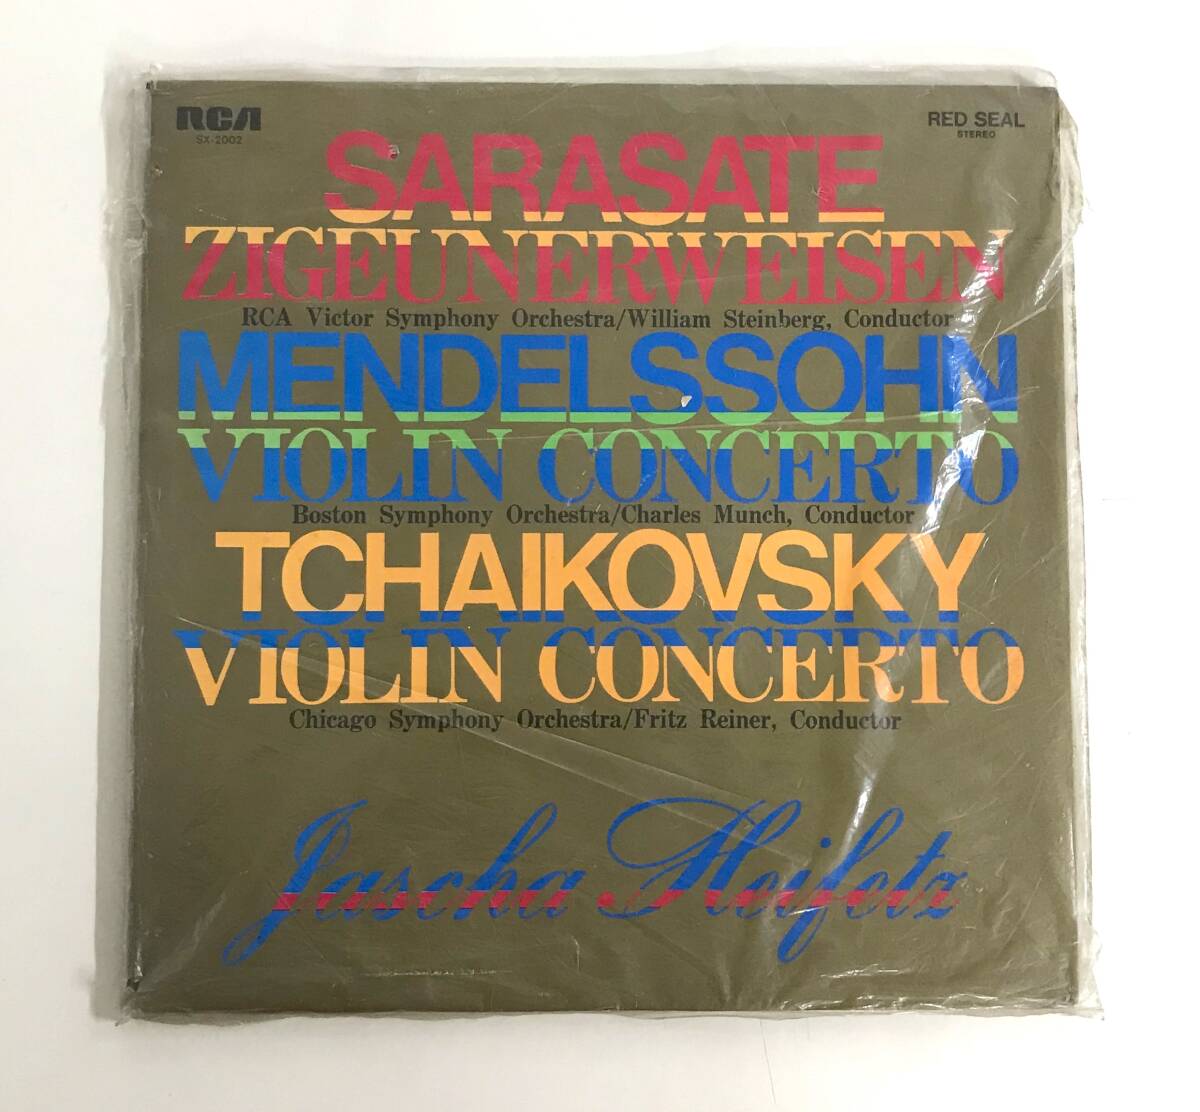 RCA
SX-2002
RED SEAL
STEREO
SARASATE
ZIGEUNERWEISEN
RCA Victor Symphony Orchestra/William Steinberg, Conductor
MENDELSSOHN
VIOLIN CONCERTO
Boston Symphony Orchestra/Charles Munch, Conductor
TCHAIKOVSKY
VIOLIN CONCERTO
Chicago Symphony Orchestra/Fritz Reiner, Conductor
Jascha Heifetz